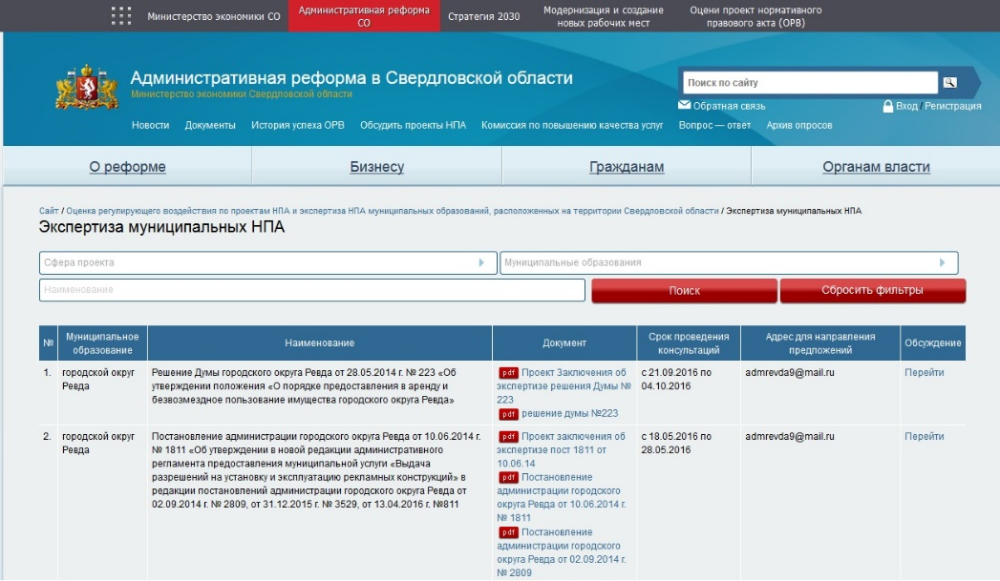 Министерство экономики СО
Административная реформа
СО
Стратегия 2030
Модернизация и создание
новых рабочих мест
Оцени проект нормативного
правового акта (ОРВ)
Административная реформа в Свердловской области
Министерство экономики Свердловской области
Поиск по сайту
Обратная связь
Вход / Регистрация
Новости Документы История успеха ОРВ Обсудить проекты НПА Комиссия по повышению качества услуг Вопрос — ответ Архив опросов
О реформе Бизнесу Гражданам Органам власти
Сайт / Оценка регулирующего воздействия по проектам НПА и экспертиза НПА муниципальных образований, расположенных на территории Свердловской области / Экспертиза муниципальных НПА
Экспертиза муниципальных НПА
Сфера проекта
Муниципальные образования
Наименование
Поиск
Сбросить фильтры
№
Муниципальное
образование
Наименование
Документ
Срок проведения
консультаций
Адрес для направления
предложений
Обсуждение
1.
городской округ
Ревда
Решение Думы городского округа Ревда от 28.05.2014 г. № 223 «Об
утверждении положения «О порядке предоставления в аренду и
безвозмездное пользование имущества городского округа Ревда»
pdf Проект Заключения об
экспертизе решения Думы №
223
pdf решение думы №223
с 21.09.2016 по
04.10.2016
admrevda9@mail.ru
Перейти
2.
городской округ
Ревда
Постановление администрации городского округа Ревда от 10.06.2014 г.
№ 1811 «Об утверждении в новой редакции административного
регламента предоставления муниципальной услуги «Выдача
разрешений на установку и эксплуатацию рекламных конструкций» в
редакции постановлений администрации городского округа Ревда от
02.09.2014 г. № 2809, от 31.12.2015 г. № 3529, от 13.04.2016 г. №811
pdf Проект заключения об
экспертизе пост 1811 от
10.06.14
pdf Постановление
администрации городского
округа Ревда от 10.06.2014 г.
№ 1811
pdf Постановление
администрации городского
округа Ревда от 02.09.2014 г.
№ 2809
с 18.05.2016 по
28.05.2016
admrevda9@mail.ru
Перейти